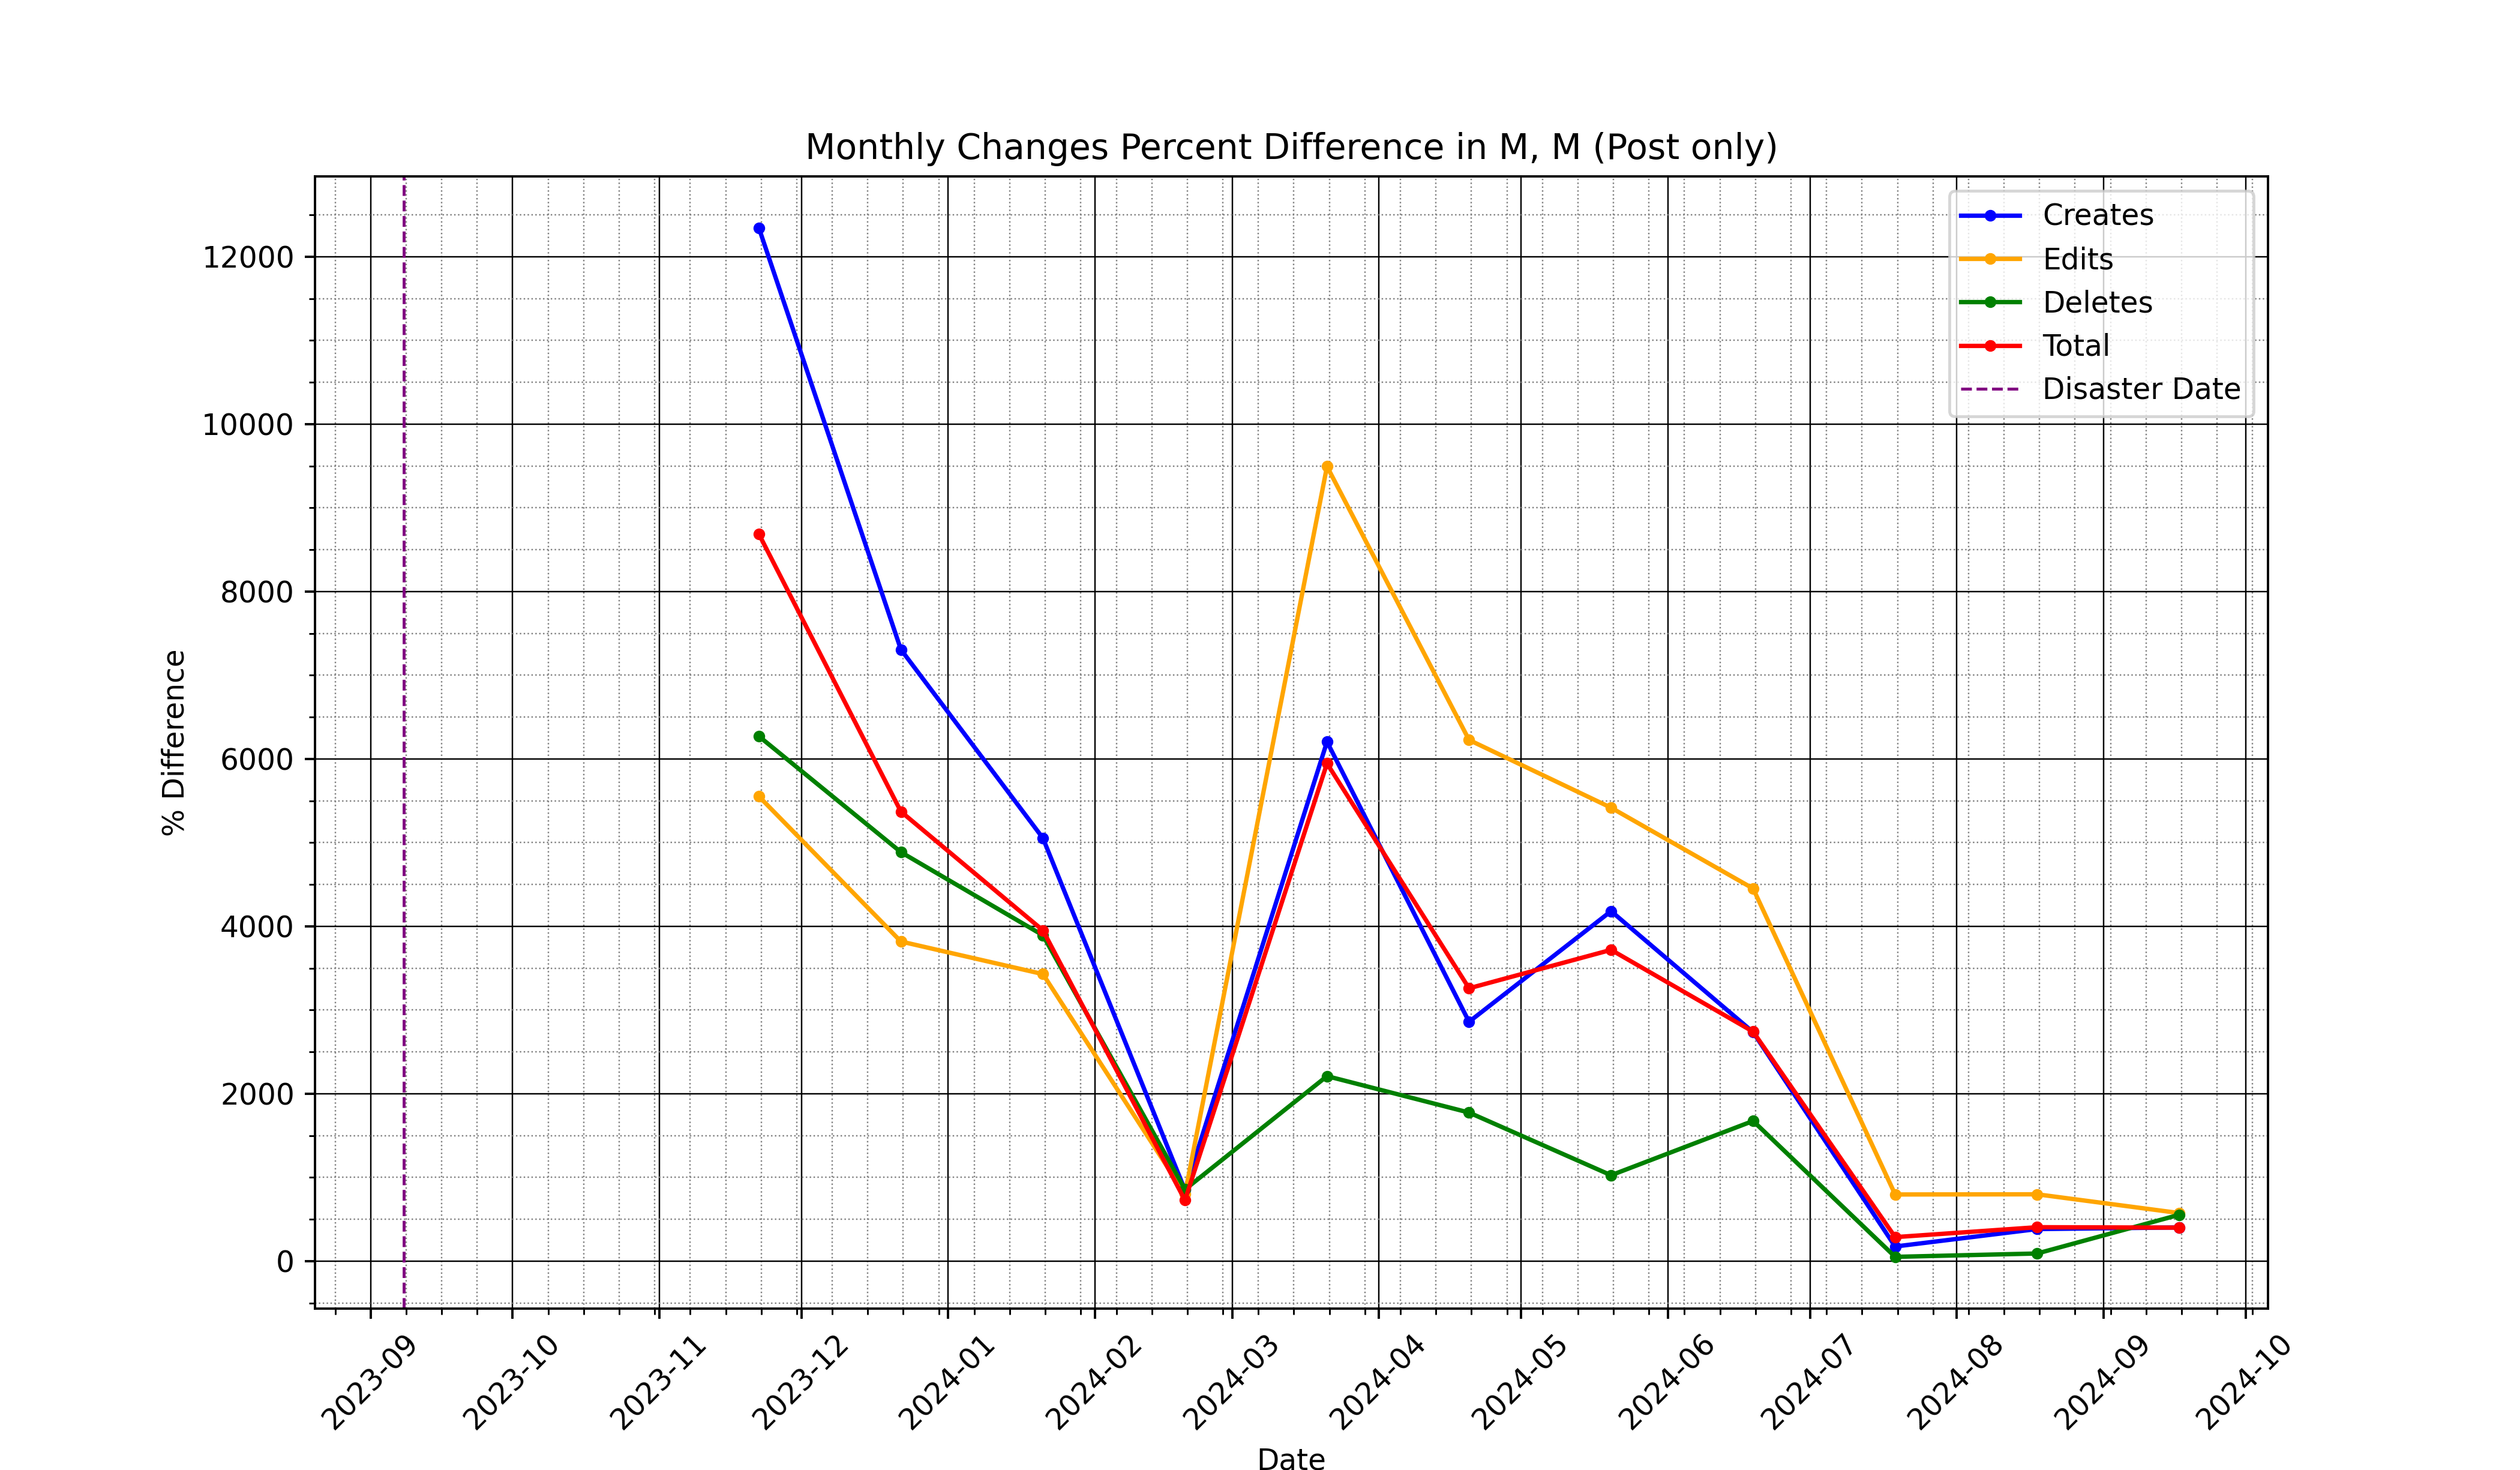 Monthly Changes Percent Difference in M, M (Post only)
Creates
Edits
Deletes
Total
Disaster Date
% Difference
12000
10000
8000
6000
4000
2000
0
2023-09
2023-10
2023-11
2023-12
2024-01
2024-02
2024-03
2024-04
2024-05
2024-06
2024-07
2024-08
2024-09
2024-10
Date